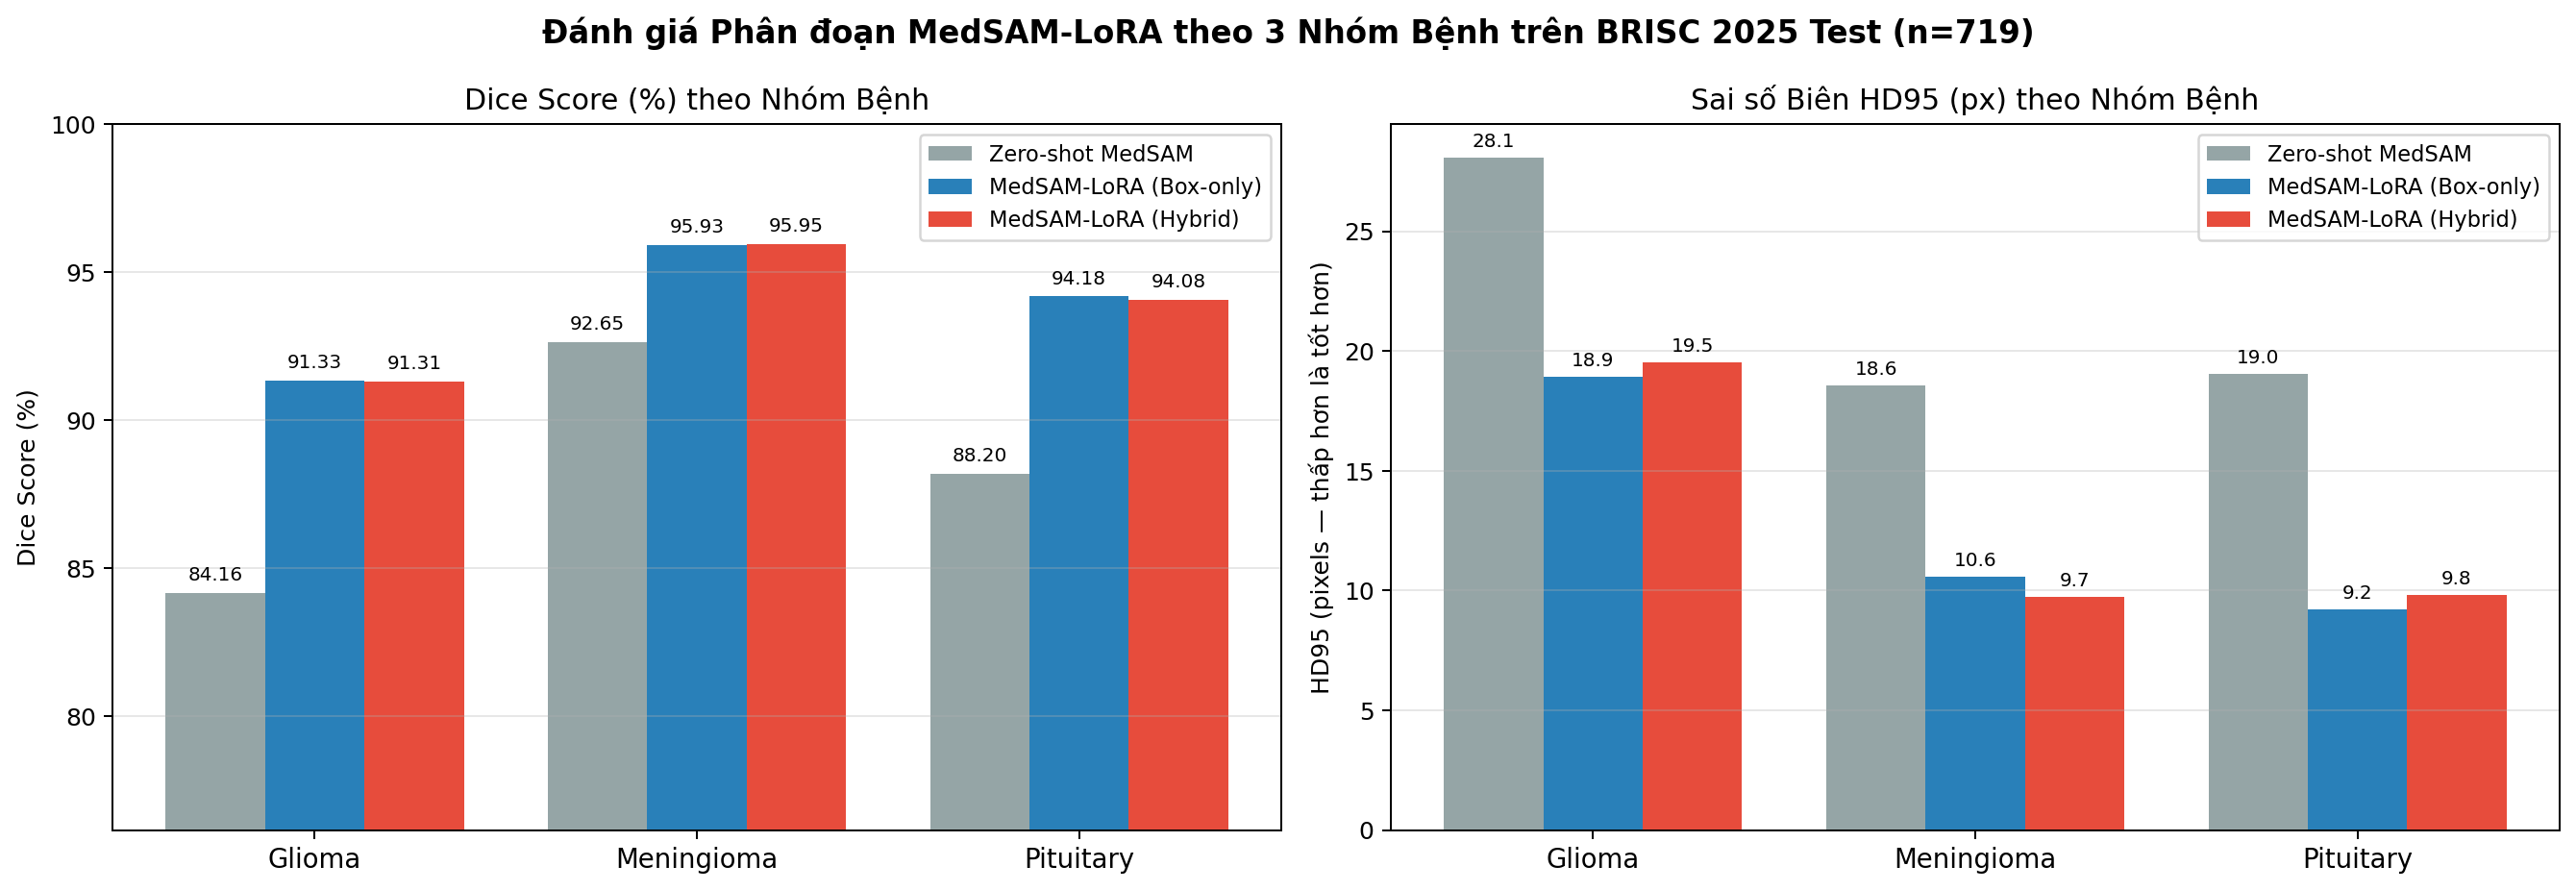 Đánh giá Phân đoạn MedSAM-LoRA theo 3 Nhóm Bệnh trên BRISC 2025 Test (n=719)
Dice Score (%) theo Nhóm Bệnh
Dice Score (%)
100
95
90
85
80
Zero-shot MedSAM
MedSAM-LoRA (Box-only)
MedSAM-LoRA (Hybrid)
84.16
91.33
91.31
92.65
95.93
95.95
88.20
94.18
94.08
Glioma
Meningioma
Pituitary
Sai số Biên HD95 (px) theo Nhóm Bệnh
HD95 (pixels — thấp hơn là tốt hơn)
25
20
15
10
5
0
Zero-shot MedSAM
MedSAM-LoRA (Box-only)
MedSAM-LoRA (Hybrid)
28.1
18.9
19.5
18.6
10.6
9.7
19.0
9.2
9.8
Glioma
Meningioma
Pituitary